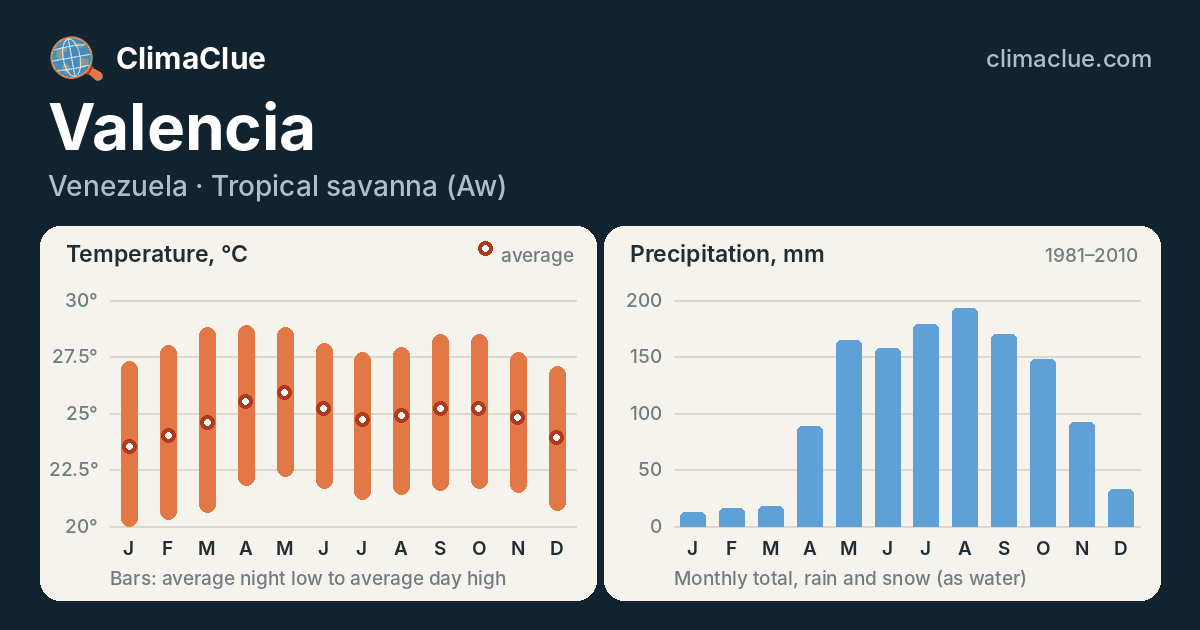 ClimaClue
climaclue.com
Valencia
Venezuela · Tropical savanna (Aw)
Temperature, °C
average
30°
27.5°
25°
22.5°
20°
J F M A M J J A S O N D
Bars: average night low to average day high
Precipitation, mm
1981–2010
200
150
100
50
0
J F M A M J J A S O N D
Monthly total, rain and snow (as water)